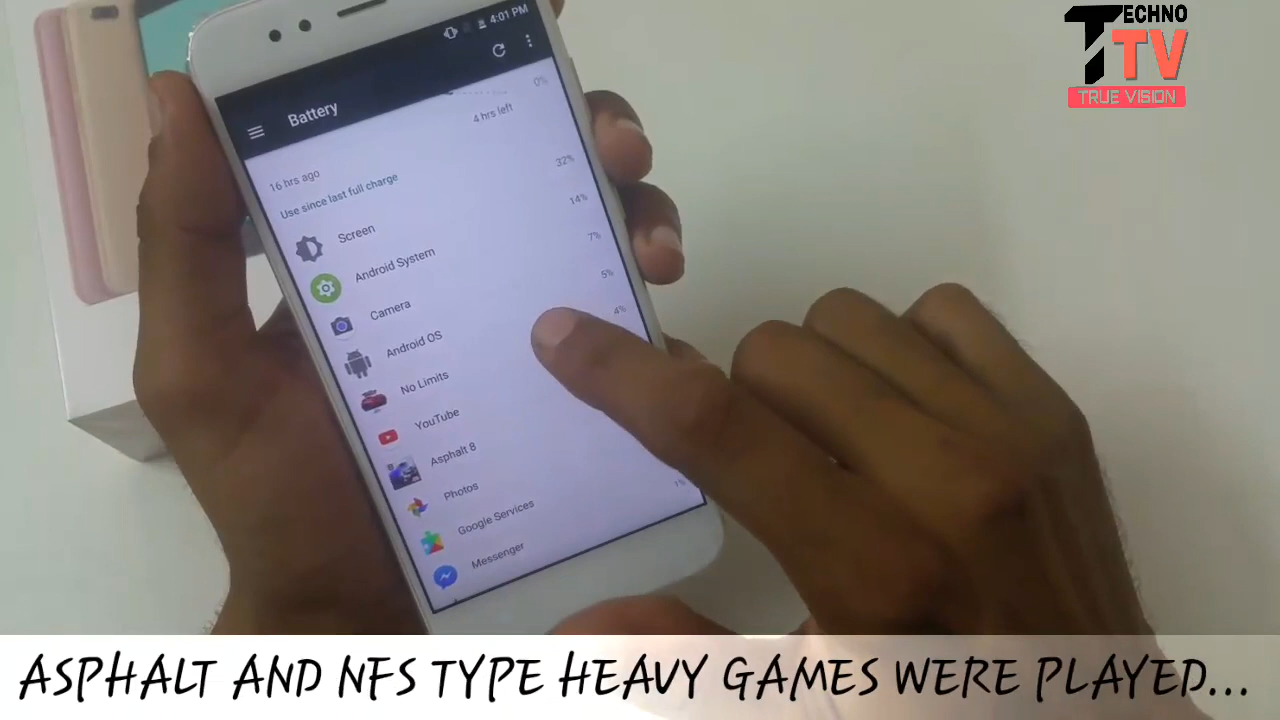 TECHNO
TV
TRUE VISION
4:01 PM
Battery
0%
4 hrs left
16 hrs ago
Use since last full charge
Screen 32%
Android System 14%
Camera 7%
Android OS 5%
No Limits 4%
YouTube
Asphalt 8
Photos
Google Services
Messenger 1%
ASPHALT AND NFS TYPE HEAVY GAMES WERE PLAYED...